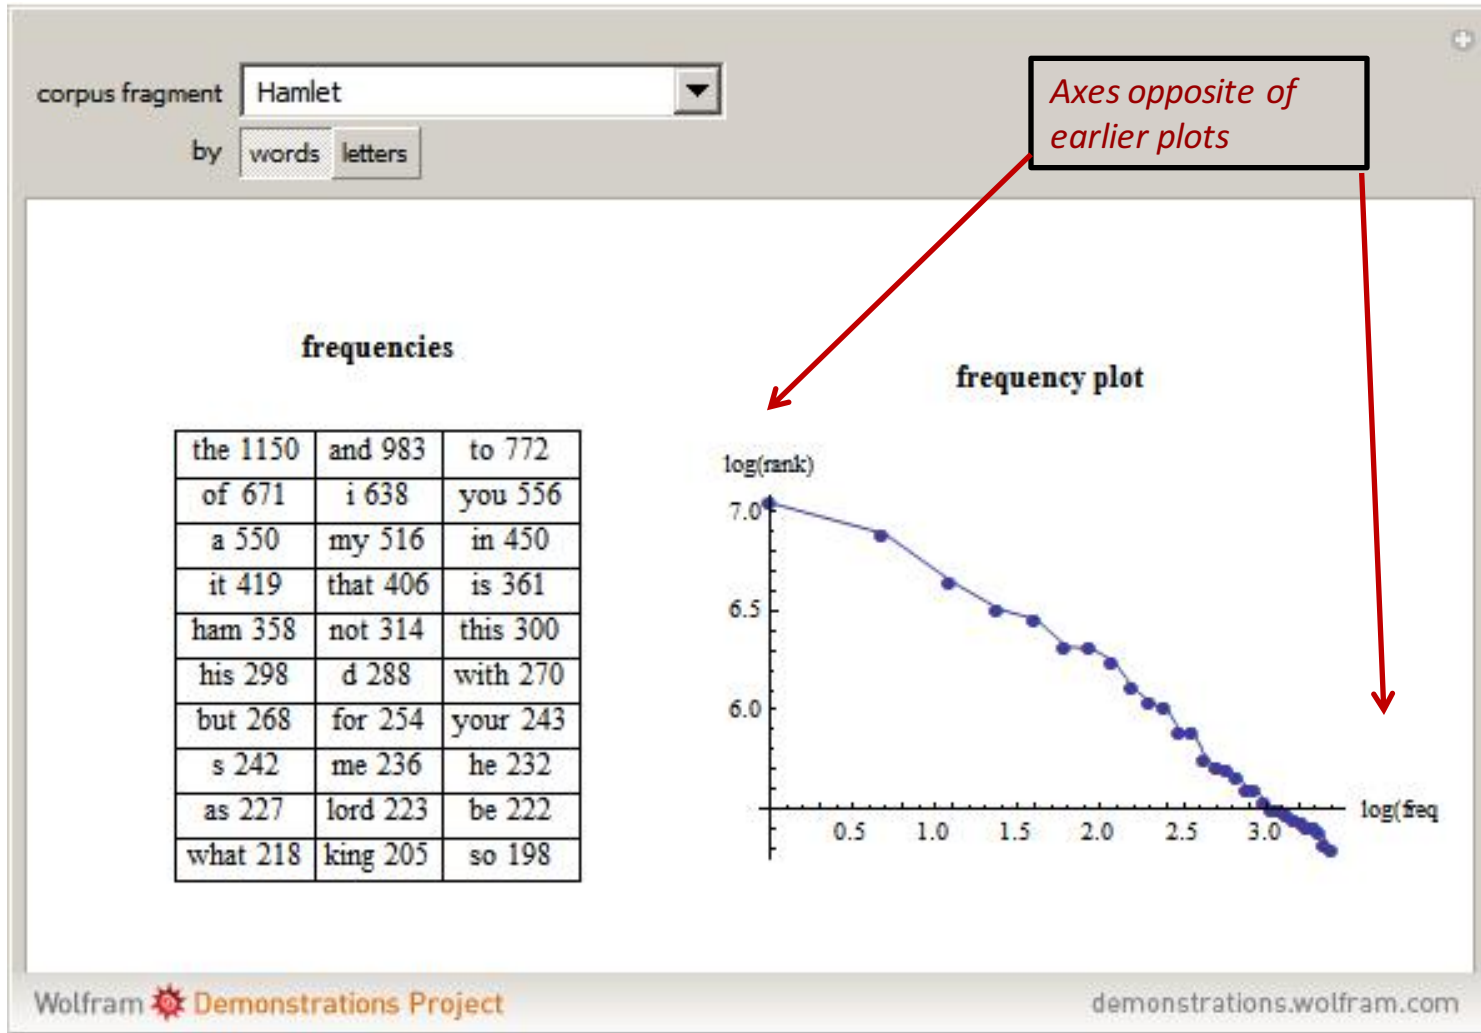 corpus fragment Hamlet
by words letters
Axes opposite of
earlier plots
frequencies
the 1150 and 983 to 772
of 671 i 638 you 556
a 550 my 516 in 450
it 419 that 406 is 361
ham 358 not 314 this 300
his 298 d 288 with 270
but 268 for 254 your 243
s 242 me 236 he 232
as 227 lord 223 be 222
what 218 king 205 so 198
frequency plot
log(rank)
7.0
6.5
6.0
0.5 1.0 1.5 2.0 2.5 3.0
log(freq
Wolfram Demonstrations Project
demonstrations.wolfram.com